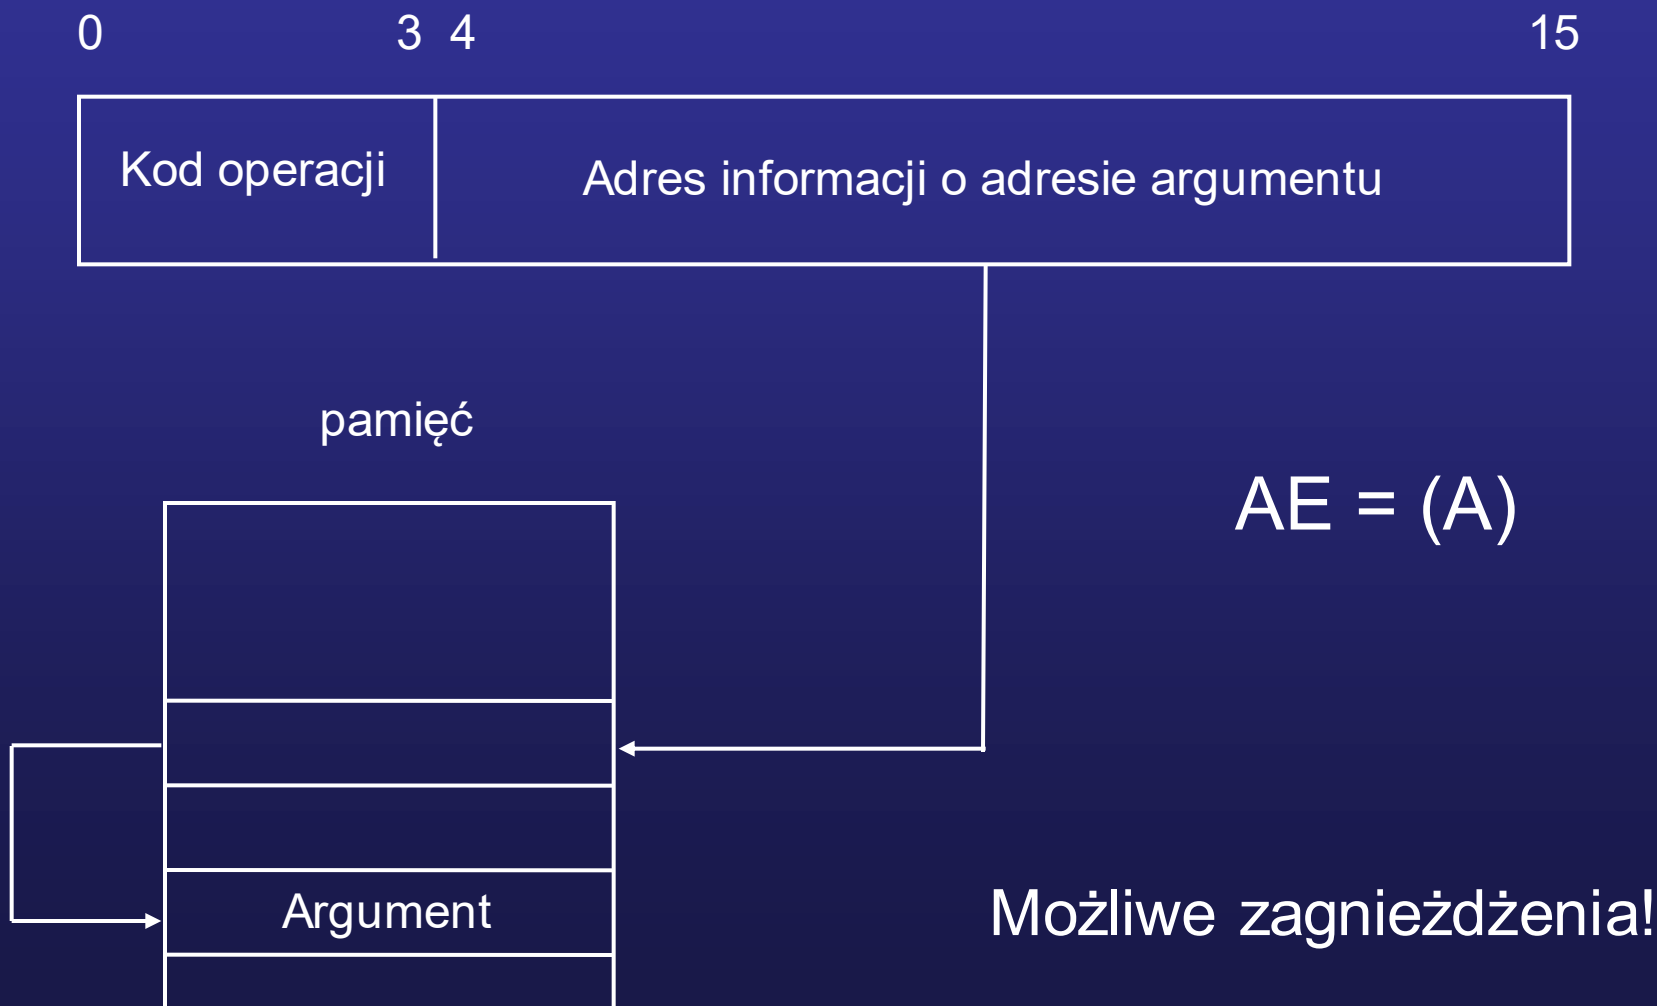 0 3 4 15
Kod operacji Adres informacji o adresie argumentu
pamięć
AE = (A)
Argument
Możliwe zagnieżdżenia!